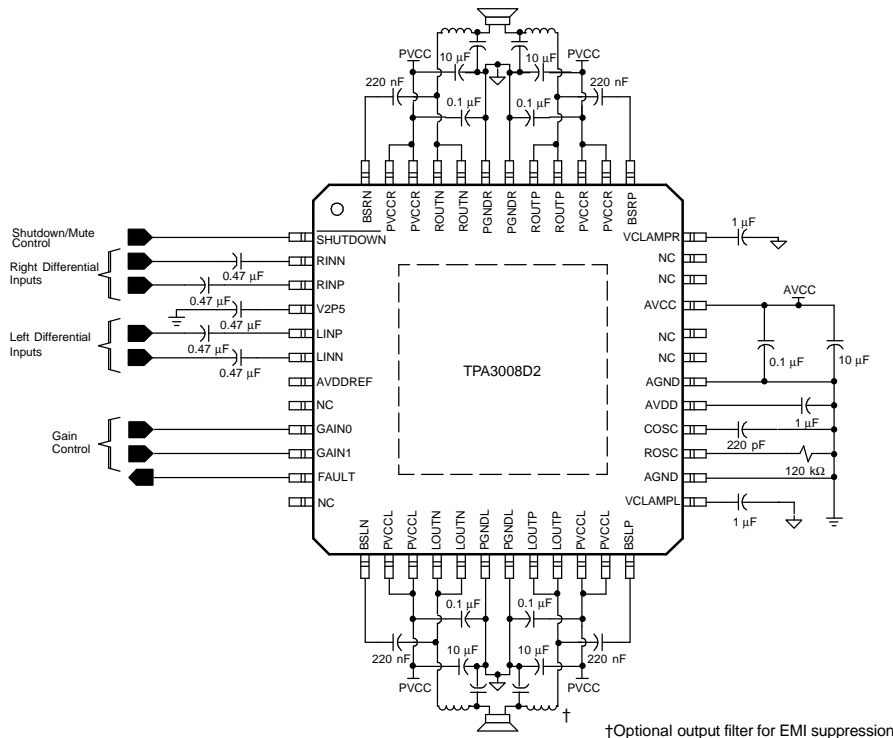 PVCC
10 µF
10 µF
PVCC
220 nF
220 nF
0.1 µF
0.1 µF
BSRN
PVCCR
PVCCR
ROUTN
ROUTN
PGNDR
PGNDR
ROUTP
ROUTP
PVCCR
PVCCR
BSRP
Shutdown/Mute
Control
Right Differential
Inputs
Left Differential
Inputs
Gain
Control
0.47 µF
0.47 µF
0.47 µF
0.47 µF
0.47 µF
SHUTDOWN
RINN
RINP
V2P5
LINP
LINN
AVDDREF
NC
GAIN0
GAIN1
FAULT
NC
TPA3008D2
VCLAMPR
NC
NC
AVCC
NC
NC
AGND
AVDD
COSC
ROSC
AGND
VCLAMPL
1 µF
AVCC
0.1 µF
10 µF
1 µF
220 pF
120 kΩ
1 µF
BSLN
PVCCL
PVCCL
LOUTN
LOUTN
PGNDL
PGNDL
LOUTP
LOUTP
PVCCL
PVCCL
BSLP
0.1 µF
0.1 µF
220 nF
10 µF
10 µF
220 nF
PVCC
PVCC
†
†Optional output filter for EMI suppression